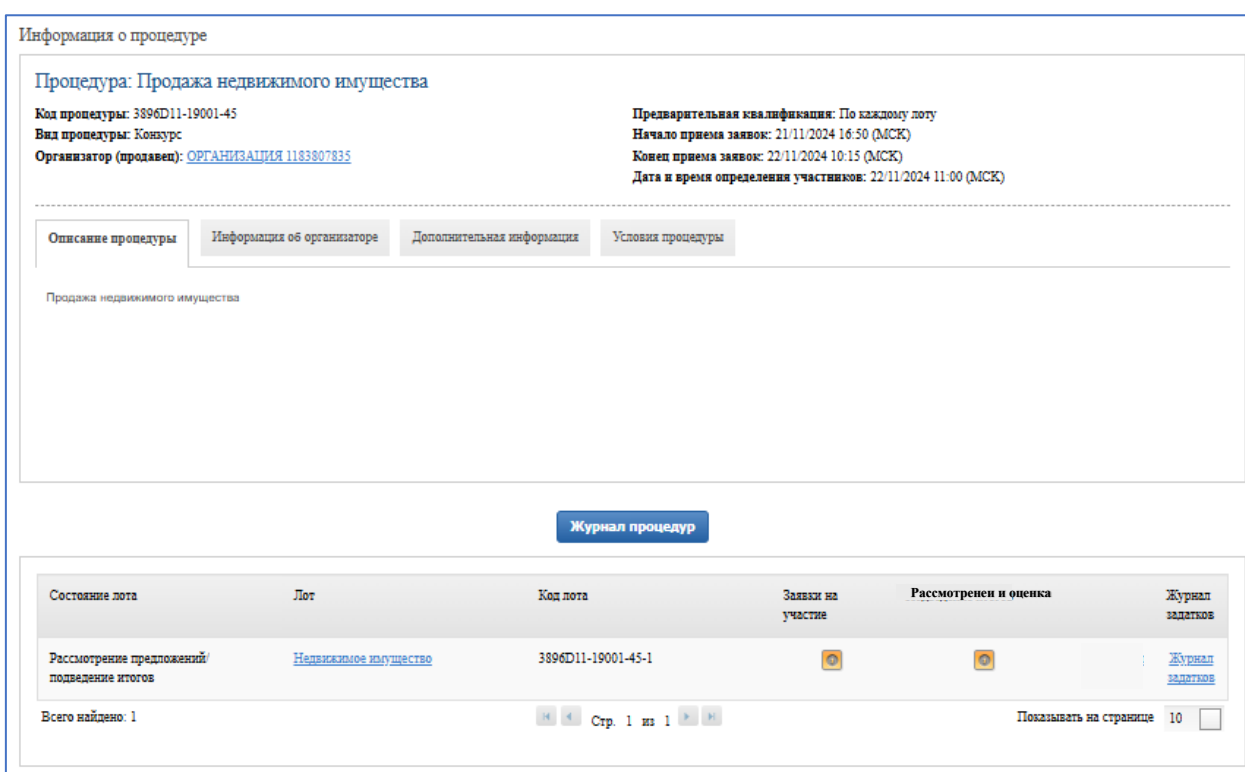 Информация о процедуре
Процедура: Продажа недвижимого имущества
Код процедуры: 3896D11-19001-45
Вид процедуры: Конкурс
Организатор (продавец): ОРГАНИЗАЦИЯ 1183807835
Предварительная квалификация: По каждому лоту
Начало приема заявок: 21/11/2024 16:50 (МСК)
Конец приема заявок: 22/11/2024 10:15 (МСК)
Дата и время определения участников: 22/11/2024 11:00 (МСК)
Описание процедуры Информация об организаторе Дополнительная информация Условия процедуры
Продажа недвижимого имущества
Журнал процедур
Состояние лота Лот Код лота Заявки на участие Рассмотренеи и оценка Журнал задатков
Рассмотрение предложений/ Недвижимое имущество 3896D11-19001-45-1 Журнал
подведение итогов задатков
Всего найдено: 1 Стр. 1 из 1 Показывать на странице 10